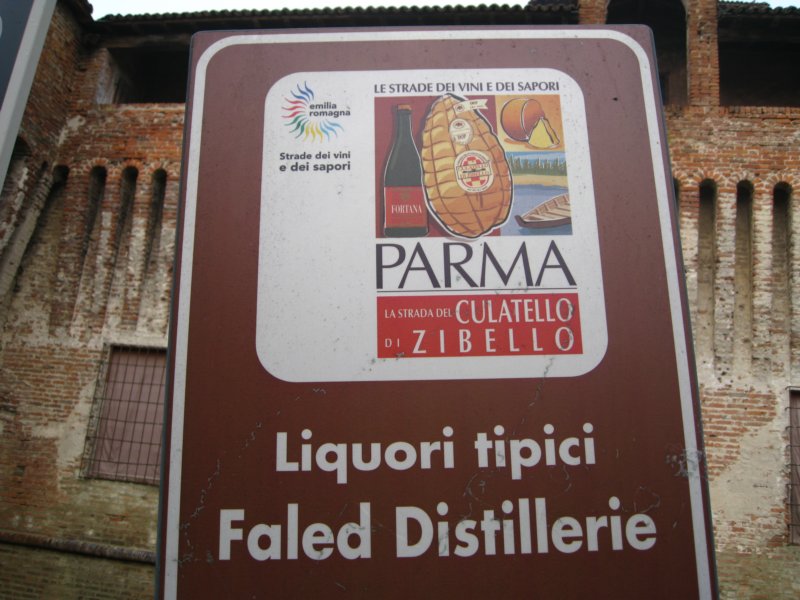 emilia
romagna
Strade dei vini
e dei sapori
LE STRADE DEI VINI E DEI SAPORI
FORTANA
PARMA
LA STRADA DEL CULATELLO
DI ZIBELLO
Liquori tipici
Faled Distillerie